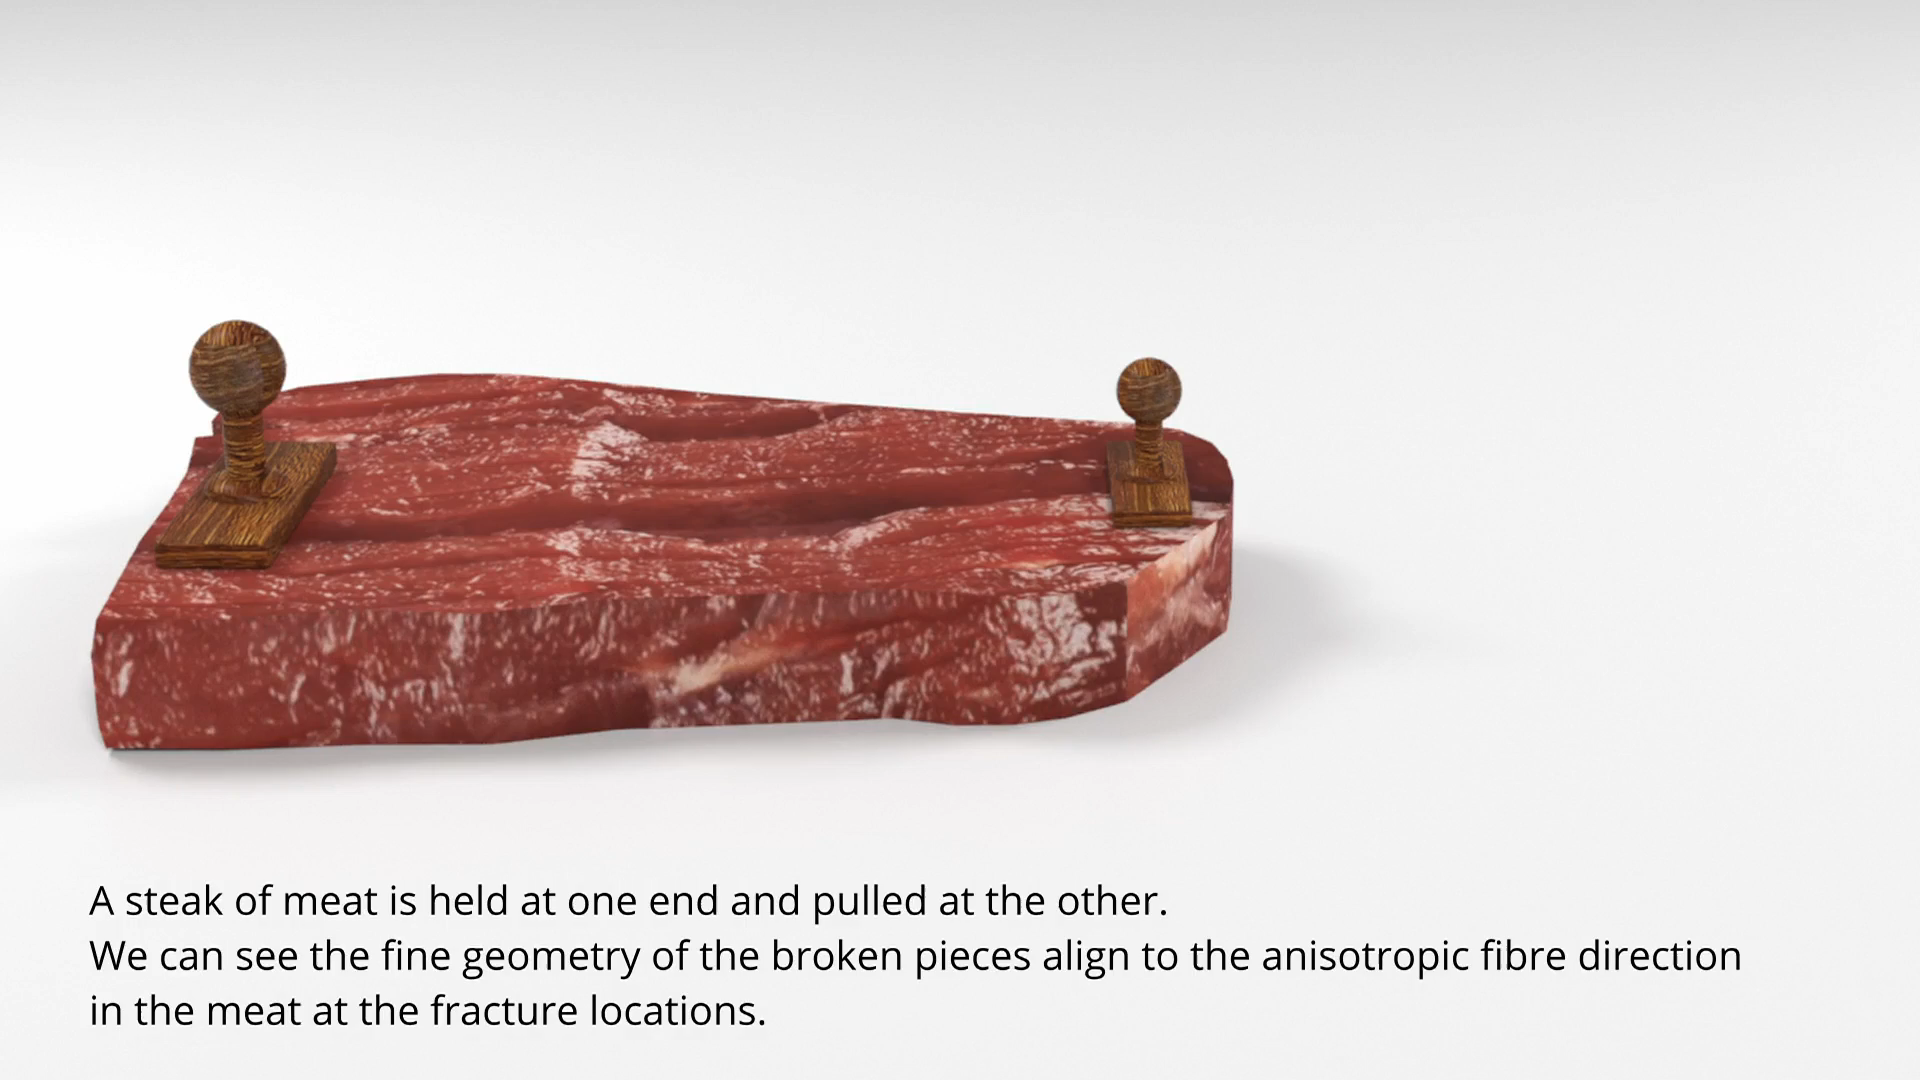 A steak of meat is held at one end and pulled at the other.
We can see the fine geometry of the broken pieces align to the anisotropic fibre direction
in the meat at the fracture locations.